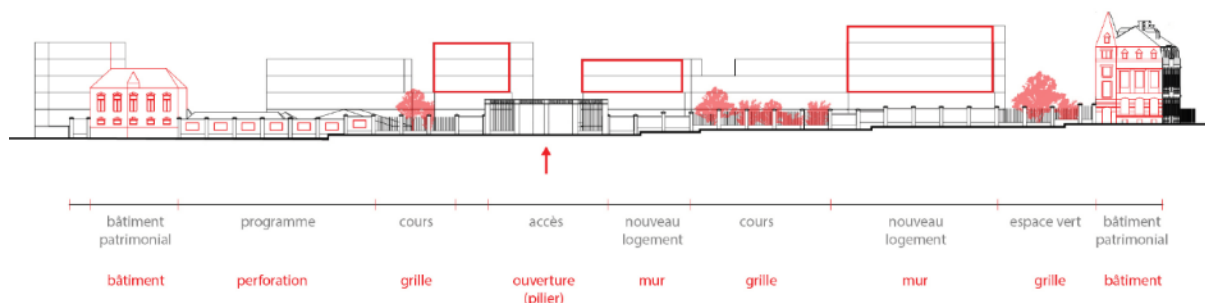 bâtiment
patrimonial
programme
cours
accès
nouveau
logement
cours
nouveau
logement
espace vert
bâtiment
patrimonial
bâtiment
perforation
grille
ouverture
(pilier)
mur
grille
mur
grille
bâtiment